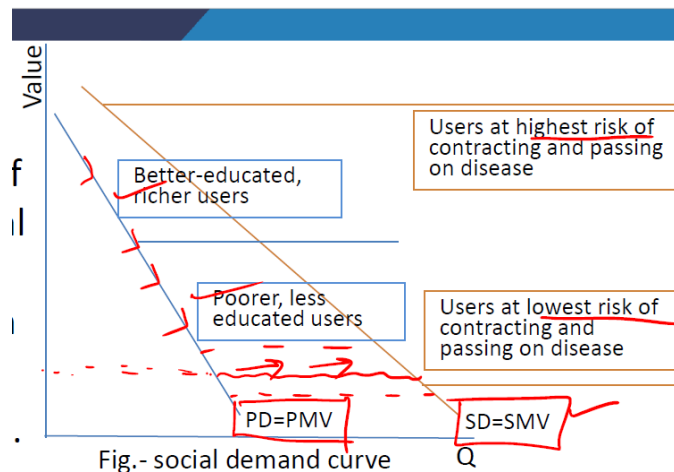 Value
f
Users at highest risk of
contracting and passing
on disease
Better-educated,
richer users
al
Poorer, less
educated users
Users at lowest risk of
contracting and
passing on disease
PD=PMV
SD=SMV
.
Fig.- social demand curve
Q